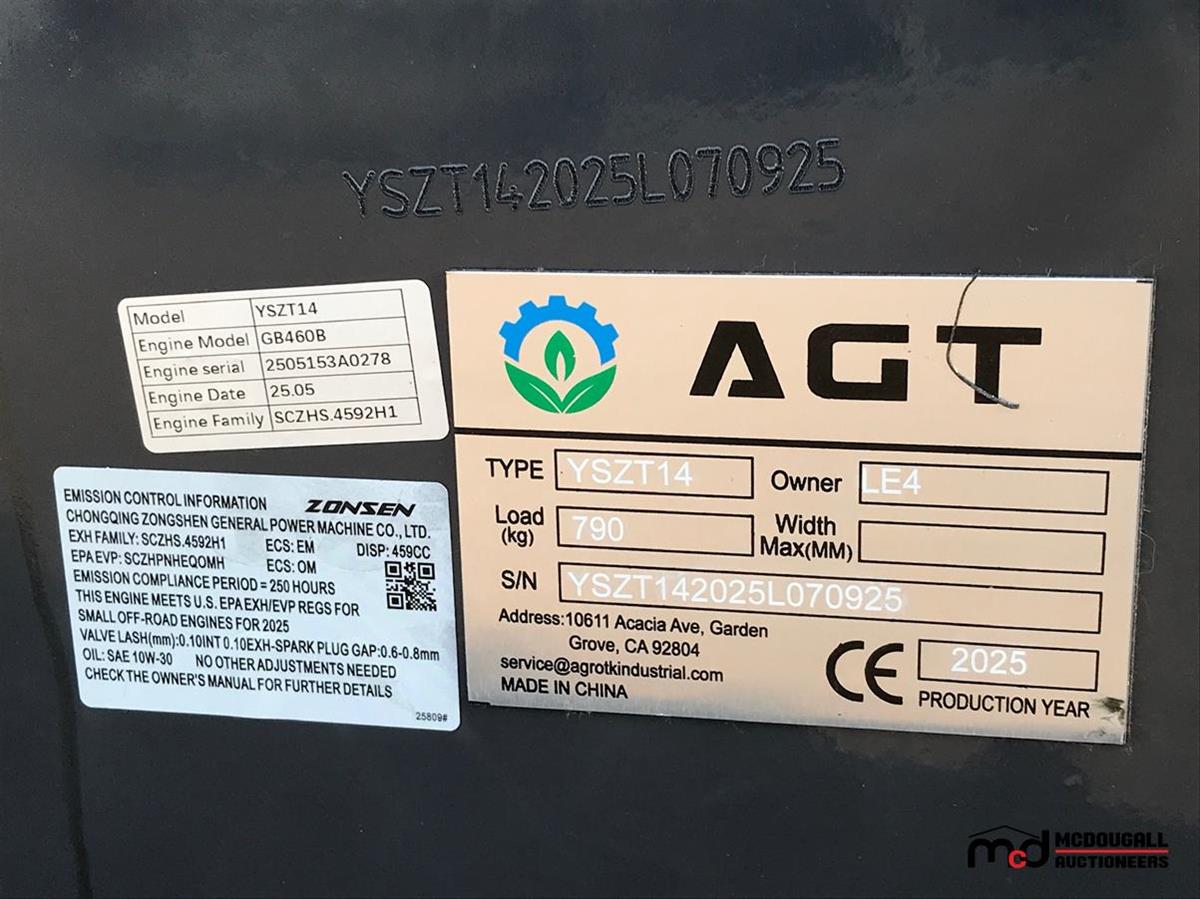 YSZT142025L070925
Model YSZT14
Engine Model GB460B
Engine serial 2505153A0278
Engine Date 25.05
Engine Family SCZHS.4592H1
EMISSION CONTROL INFORMATION ZONSEN
CHONGQING ZONGSHEN GENERAL POWER MACHINE CO., LTD.
EXH FAMILY: SCZHS.4592H1 ECS: EM DISP: 459CC
EPA EVP: SCZHPNHEQOMH ECS: OM
EMISSION COMPLIANCE PERIOD = 250 HOURS
THIS ENGINE MEETS U.S. EPA EXH/EVP REGS FOR
SMALL OFF-ROAD ENGINES FOR 2025
VALVE LASH(mm):0.10INT 0.10EXH-SPARK PLUG GAP:0.6-0.8mm
OIL: SAE 10W-30 NO OTHER ADJUSTMENTS NEEDED
CHECK THE OWNER'S MANUAL FOR FURTHER DETAILS
25809#
AGT
TYPE YSZT14 Owner LE4
Load (kg) 790 Width Max(MM)
S/N YSZT142025L070925
Address:10611 Acacia Ave, Garden
Grove, CA 92804
service@agrotkindustrial.com
MADE IN CHINA
CE 2025
PRODUCTION YEAR
mcd MCDOUGALL
AUCTIONEERS